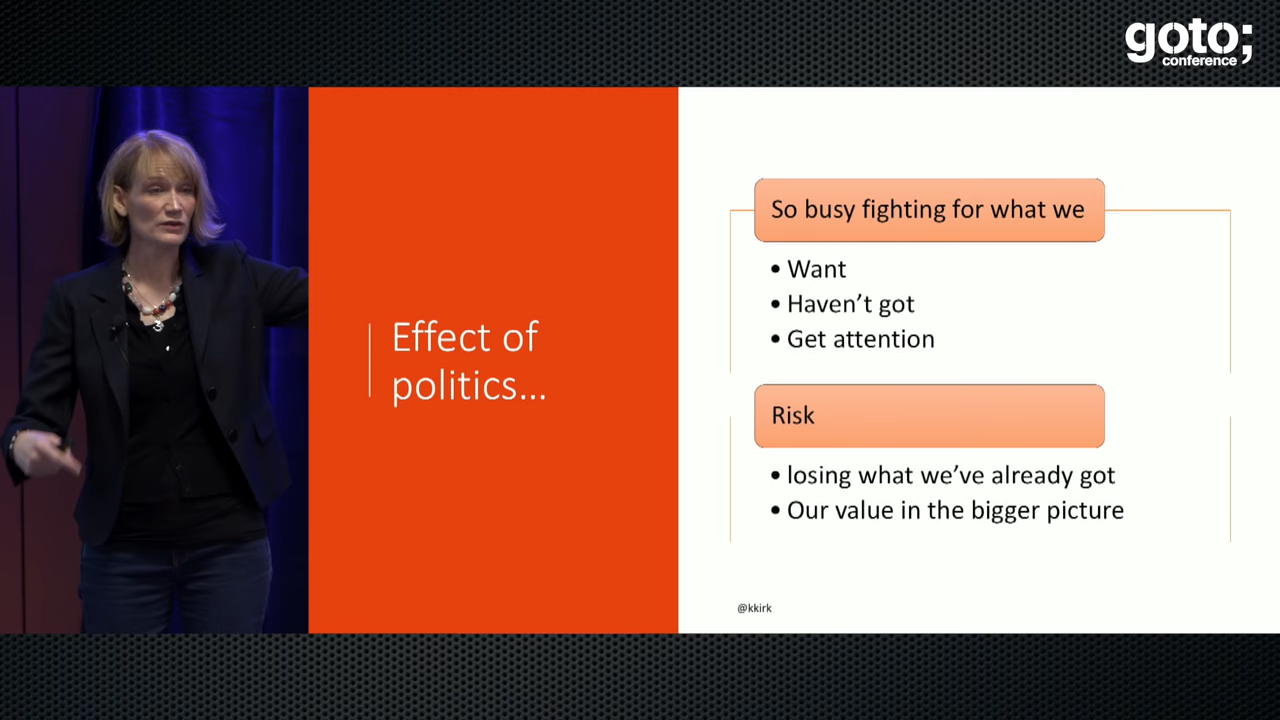 goto;
conference
Effect of
politics...
So busy fighting for what we
• Want
• Haven't got
• Get attention
Risk
• losing what we've already got
• Our value in the bigger picture
@kkirk